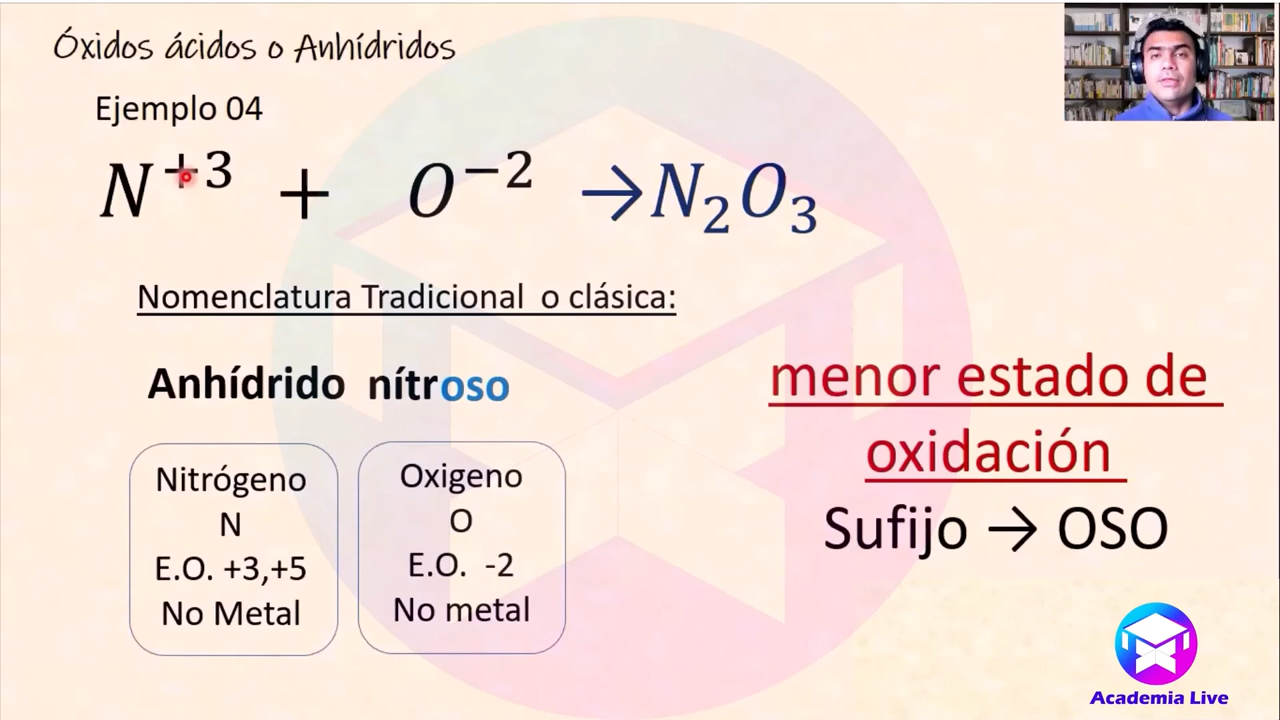 Óxidos ácidos o Anhídridos
Ejemplo 04
N⁺³ + O⁻² → N₂O₃
Nomenclatura Tradicional o clásica:
Anhídrido nítroso
Nitrógeno
N
E.O. +3,+5
No Metal
Oxigeno
O
E.O. -2
No metal
menor estado de
oxidación
Sufijo → OSO
Academia Live